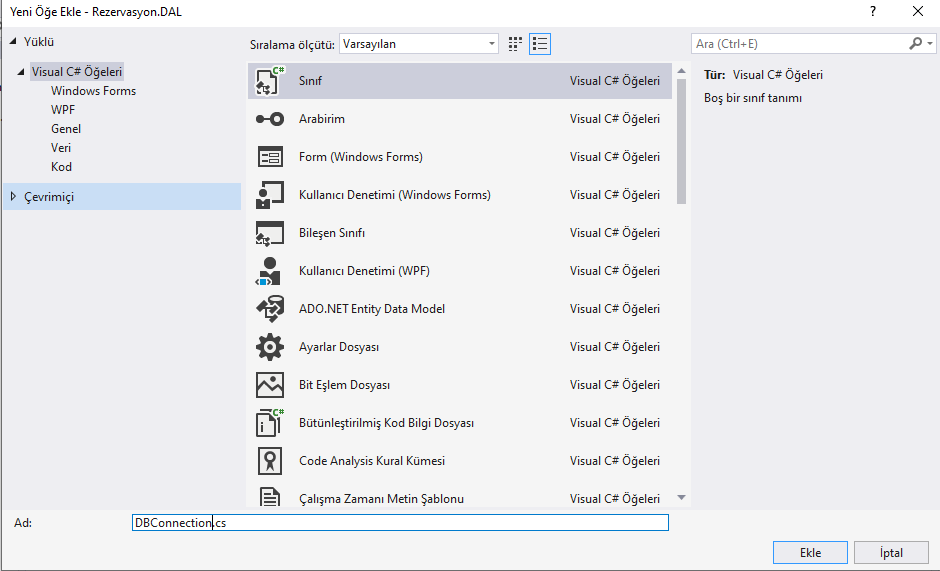 Yeni Öğe Ekle - Rezervasyon.DAL
?
Yüklü
Sıralama ölçütü: Varsayılan
Ara (Ctrl+E)
Visual C# Öğeleri
Windows Forms
WPF
Genel
Veri
Kod
Çevrimiçi
Sınıf Visual C# Öğeleri
Arabirim Visual C# Öğeleri
Form (Windows Forms) Visual C# Öğeleri
Kullanıcı Denetimi (Windows Forms) Visual C# Öğeleri
Bileşen Sınıfı Visual C# Öğeleri
Kullanıcı Denetimi (WPF) Visual C# Öğeleri
ADO.NET Entity Data Model Visual C# Öğeleri
Ayarlar Dosyası Visual C# Öğeleri
Bit Eşlem Dosyası Visual C# Öğeleri
Bütünleştirilmiş Kod Bilgi Dosyası Visual C# Öğeleri
Code Analysis Kural Kümesi Visual C# Öğeleri
Çalışma Zamanı Metin Şablonu Visual C# Öğeleri
Tür: Visual C# Öğeleri
Boş bir sınıf tanımı
Ad: DBConnection.cs
Ekle
İptal